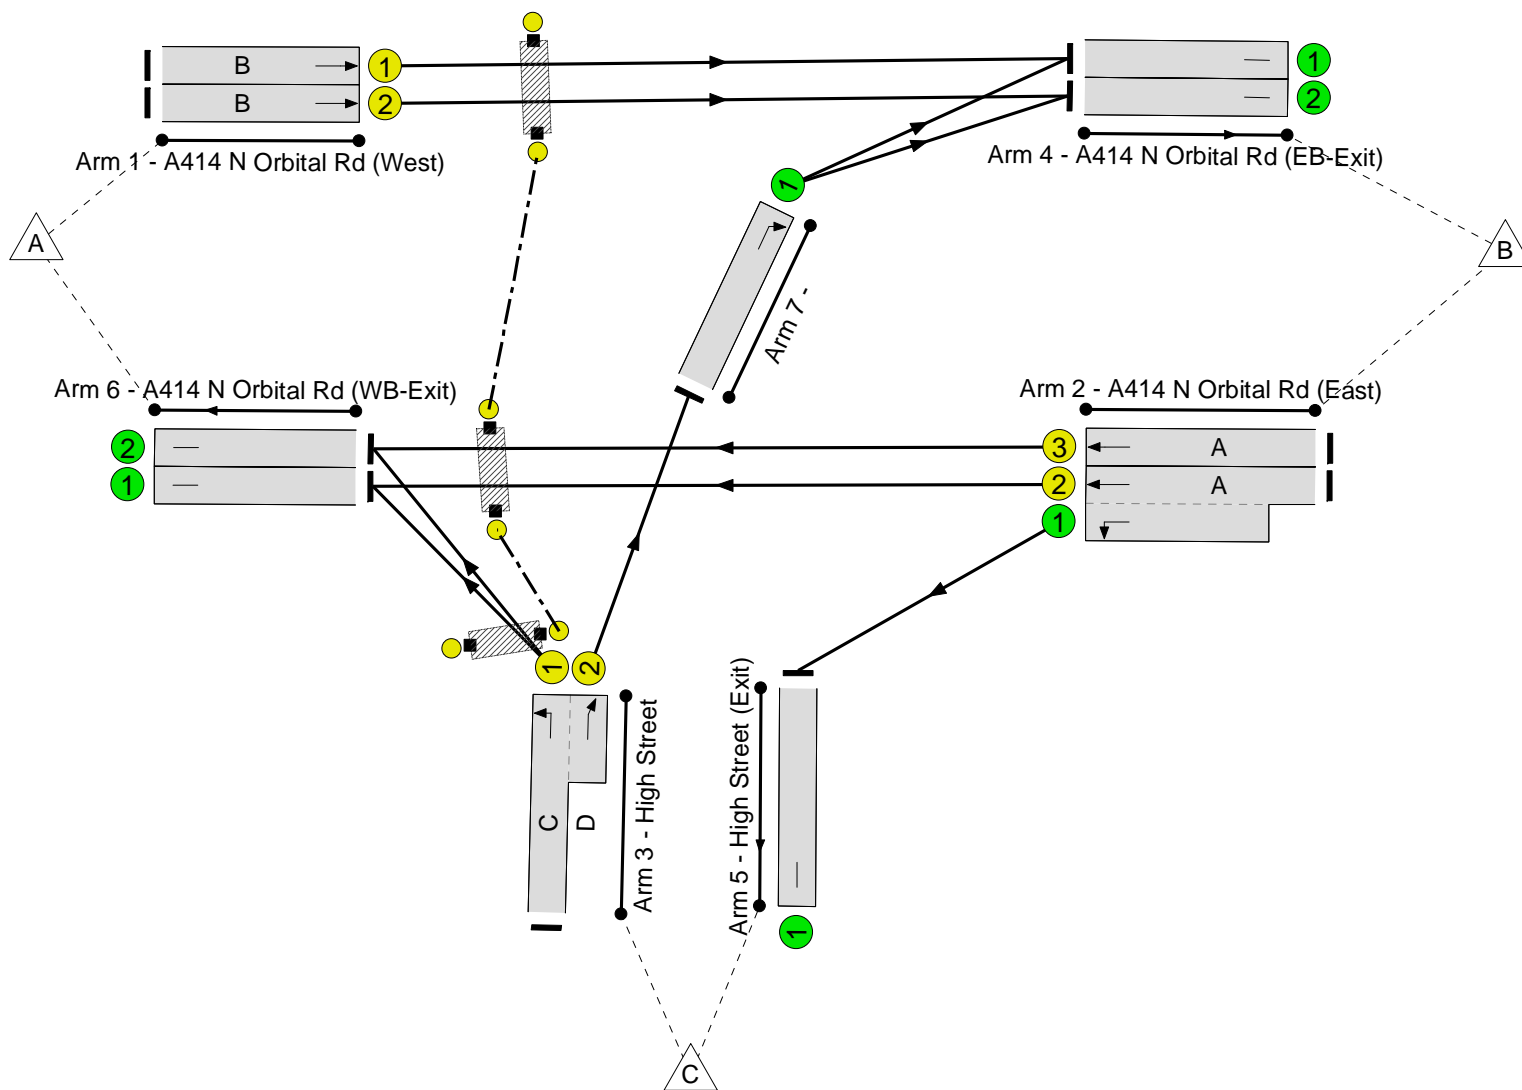 B
1
B
2
Arm 1 - A414 N Orbital Rd (West)
1
2
Arm 4 - A414 N Orbital Rd (EB-Exit)
A
B
1
Arm 7 -
Arm 6 - A414 N Orbital Rd (WB-Exit)
2
1
Arm 2 - A414 N Orbital Rd (East)
3
A
2
A
1
1
2
C
D
Arm 3 - High Street
Arm 5 - High Street (Exit)
1
C